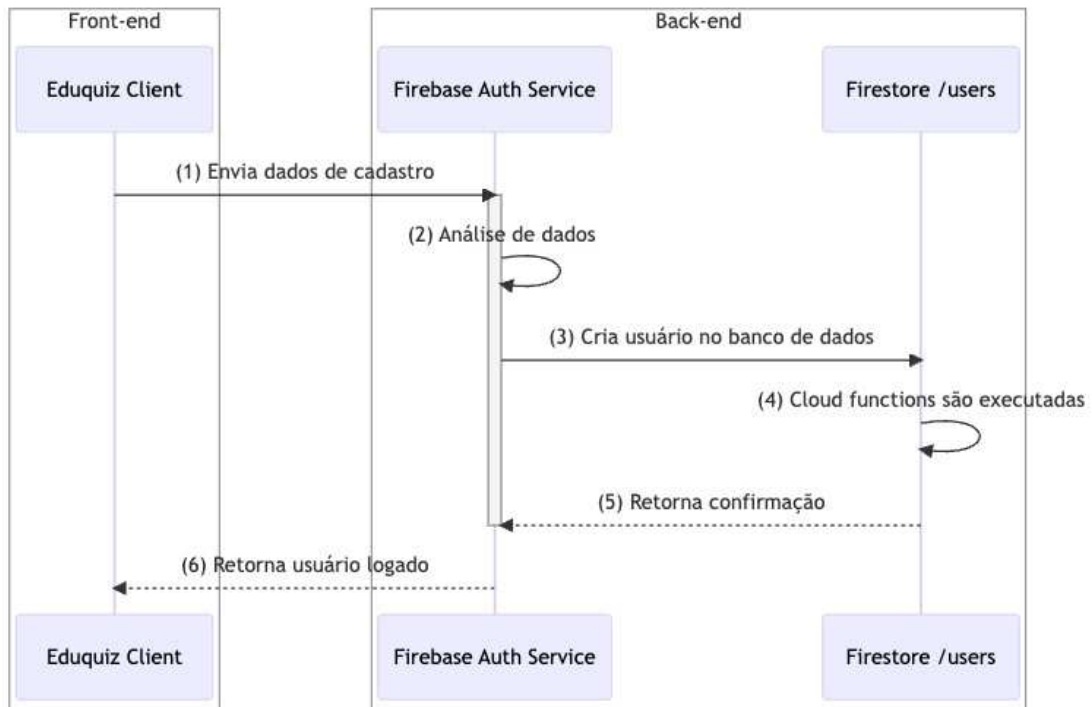 Front-end
Back-end
Eduquiz Client
Firebase Auth Service
Firestore /users
(1) Envia dados de cadastro
(2) Análise de dados
(3) Cria usuário no banco de dados
(4) Cloud functions são executadas
(5) Retorna confirmação
(6) Retorna usuário logado
Eduquiz Client
Firebase Auth Service
Firestore /users